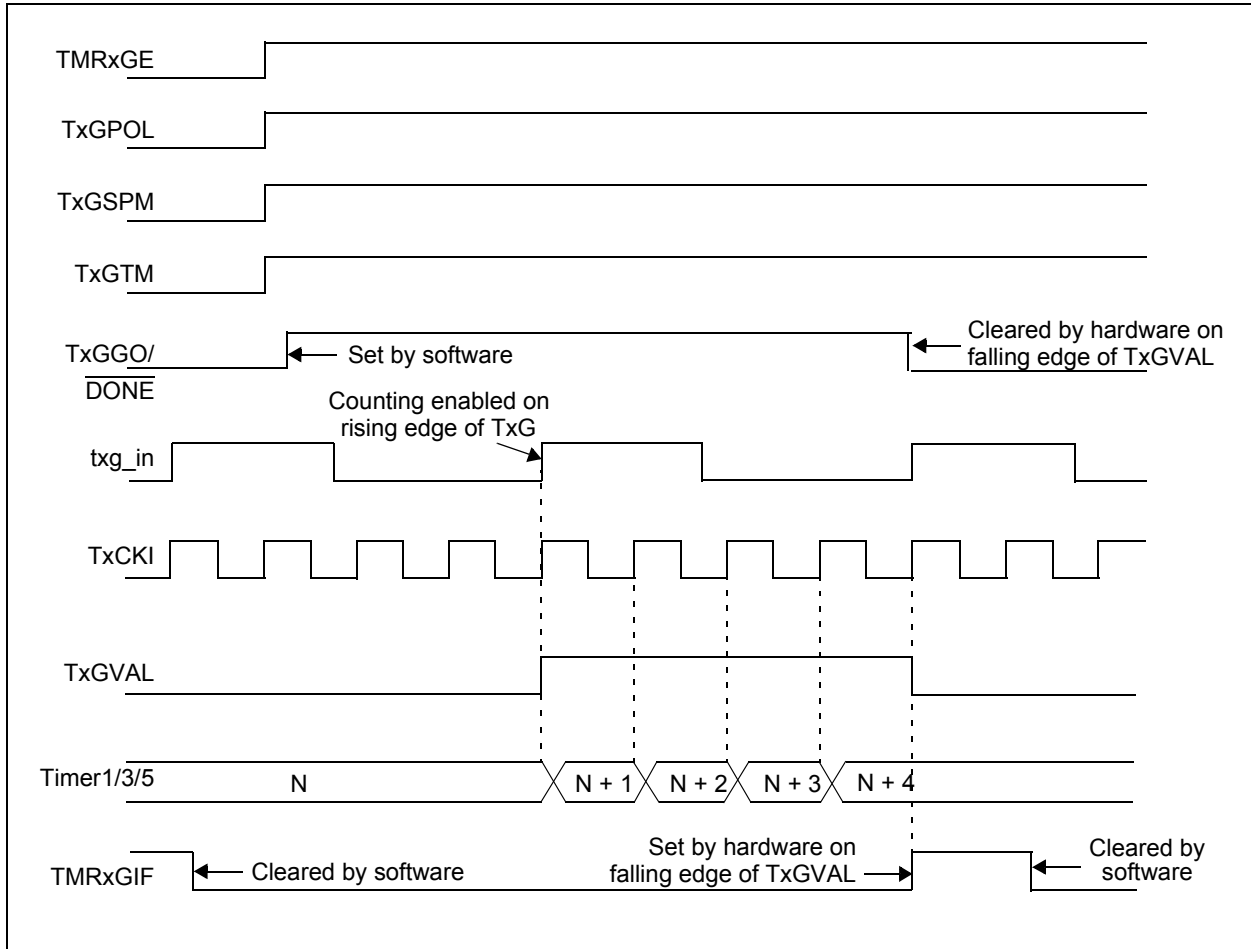 TMRxGE
TxGPOL
TxGSPM
TxGTM
TxGGO/
DONE
Set by software
Cleared by hardware on
falling edge of TxGVAL
Counting enabled on
rising edge of TxG
txg_in
TxCKI
TxGVAL
Timer1/3/5
N
N + 1
N + 2
N + 3
N + 4
TMRxGIF
Cleared by software
Set by hardware on
falling edge of TxGVAL
Cleared by
software